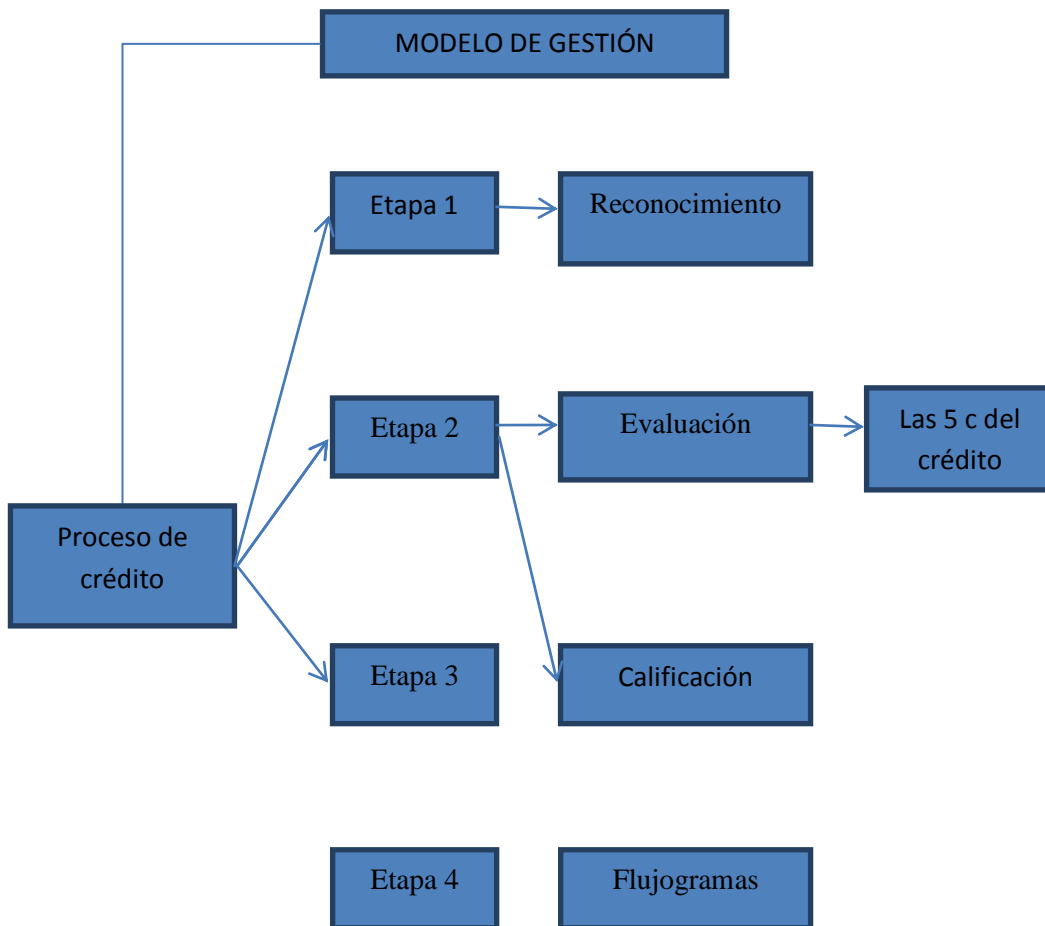 MODELO DE GESTIÓN
Etapa 1
Reconocimiento
Etapa 2
Evaluación
Las 5 c del
crédito
Proceso de
crédito
Etapa 3
Calificación
Etapa 4
Flujogramas